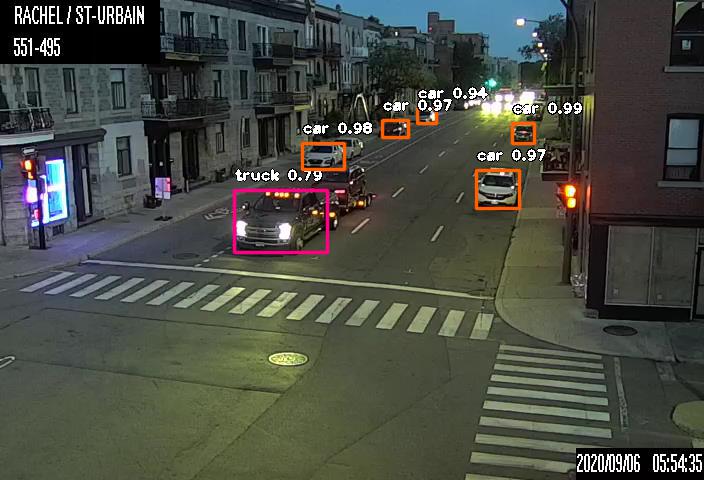 RACHEL / ST-URBAIN
551-495
car 0.94
car 0.97
car 0.99
car 0.98
car 0.97
truck 0.79
2020/09/06 05:54:35